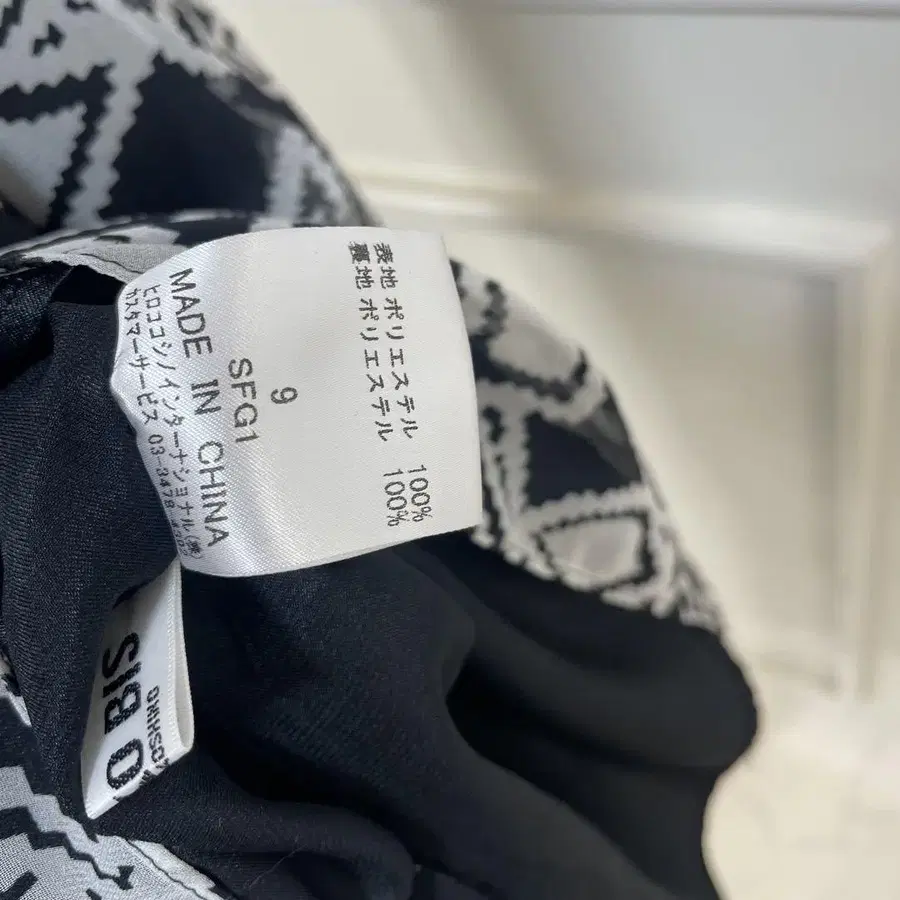 表地 ポリエステル 100%
裏地 ポリエステル 100%
9
SFG1
MADE IN CHINA
ヒロココシノインターナショナル(株)
カスタマーサービス 03-3478-
O BIS